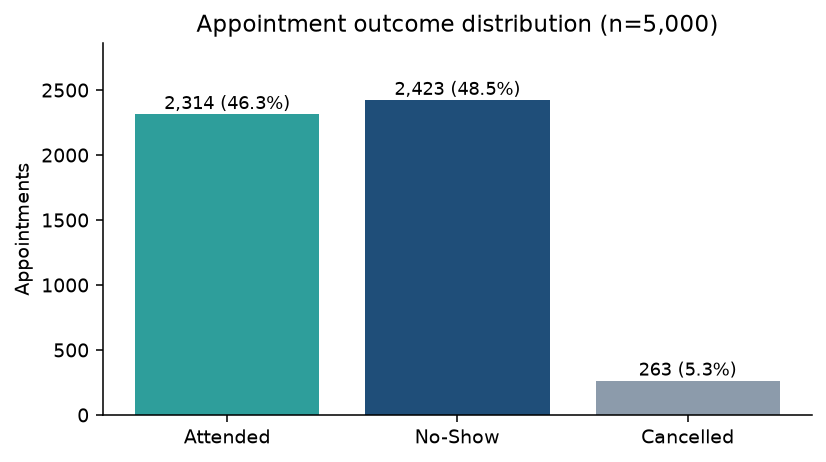 Appointment outcome distribution (n=5,000)
Appointments
2500
2000
1500
1000
500
0
2,314 (46.3%)
2,423 (48.5%)
263 (5.3%)
Attended
No-Show
Cancelled